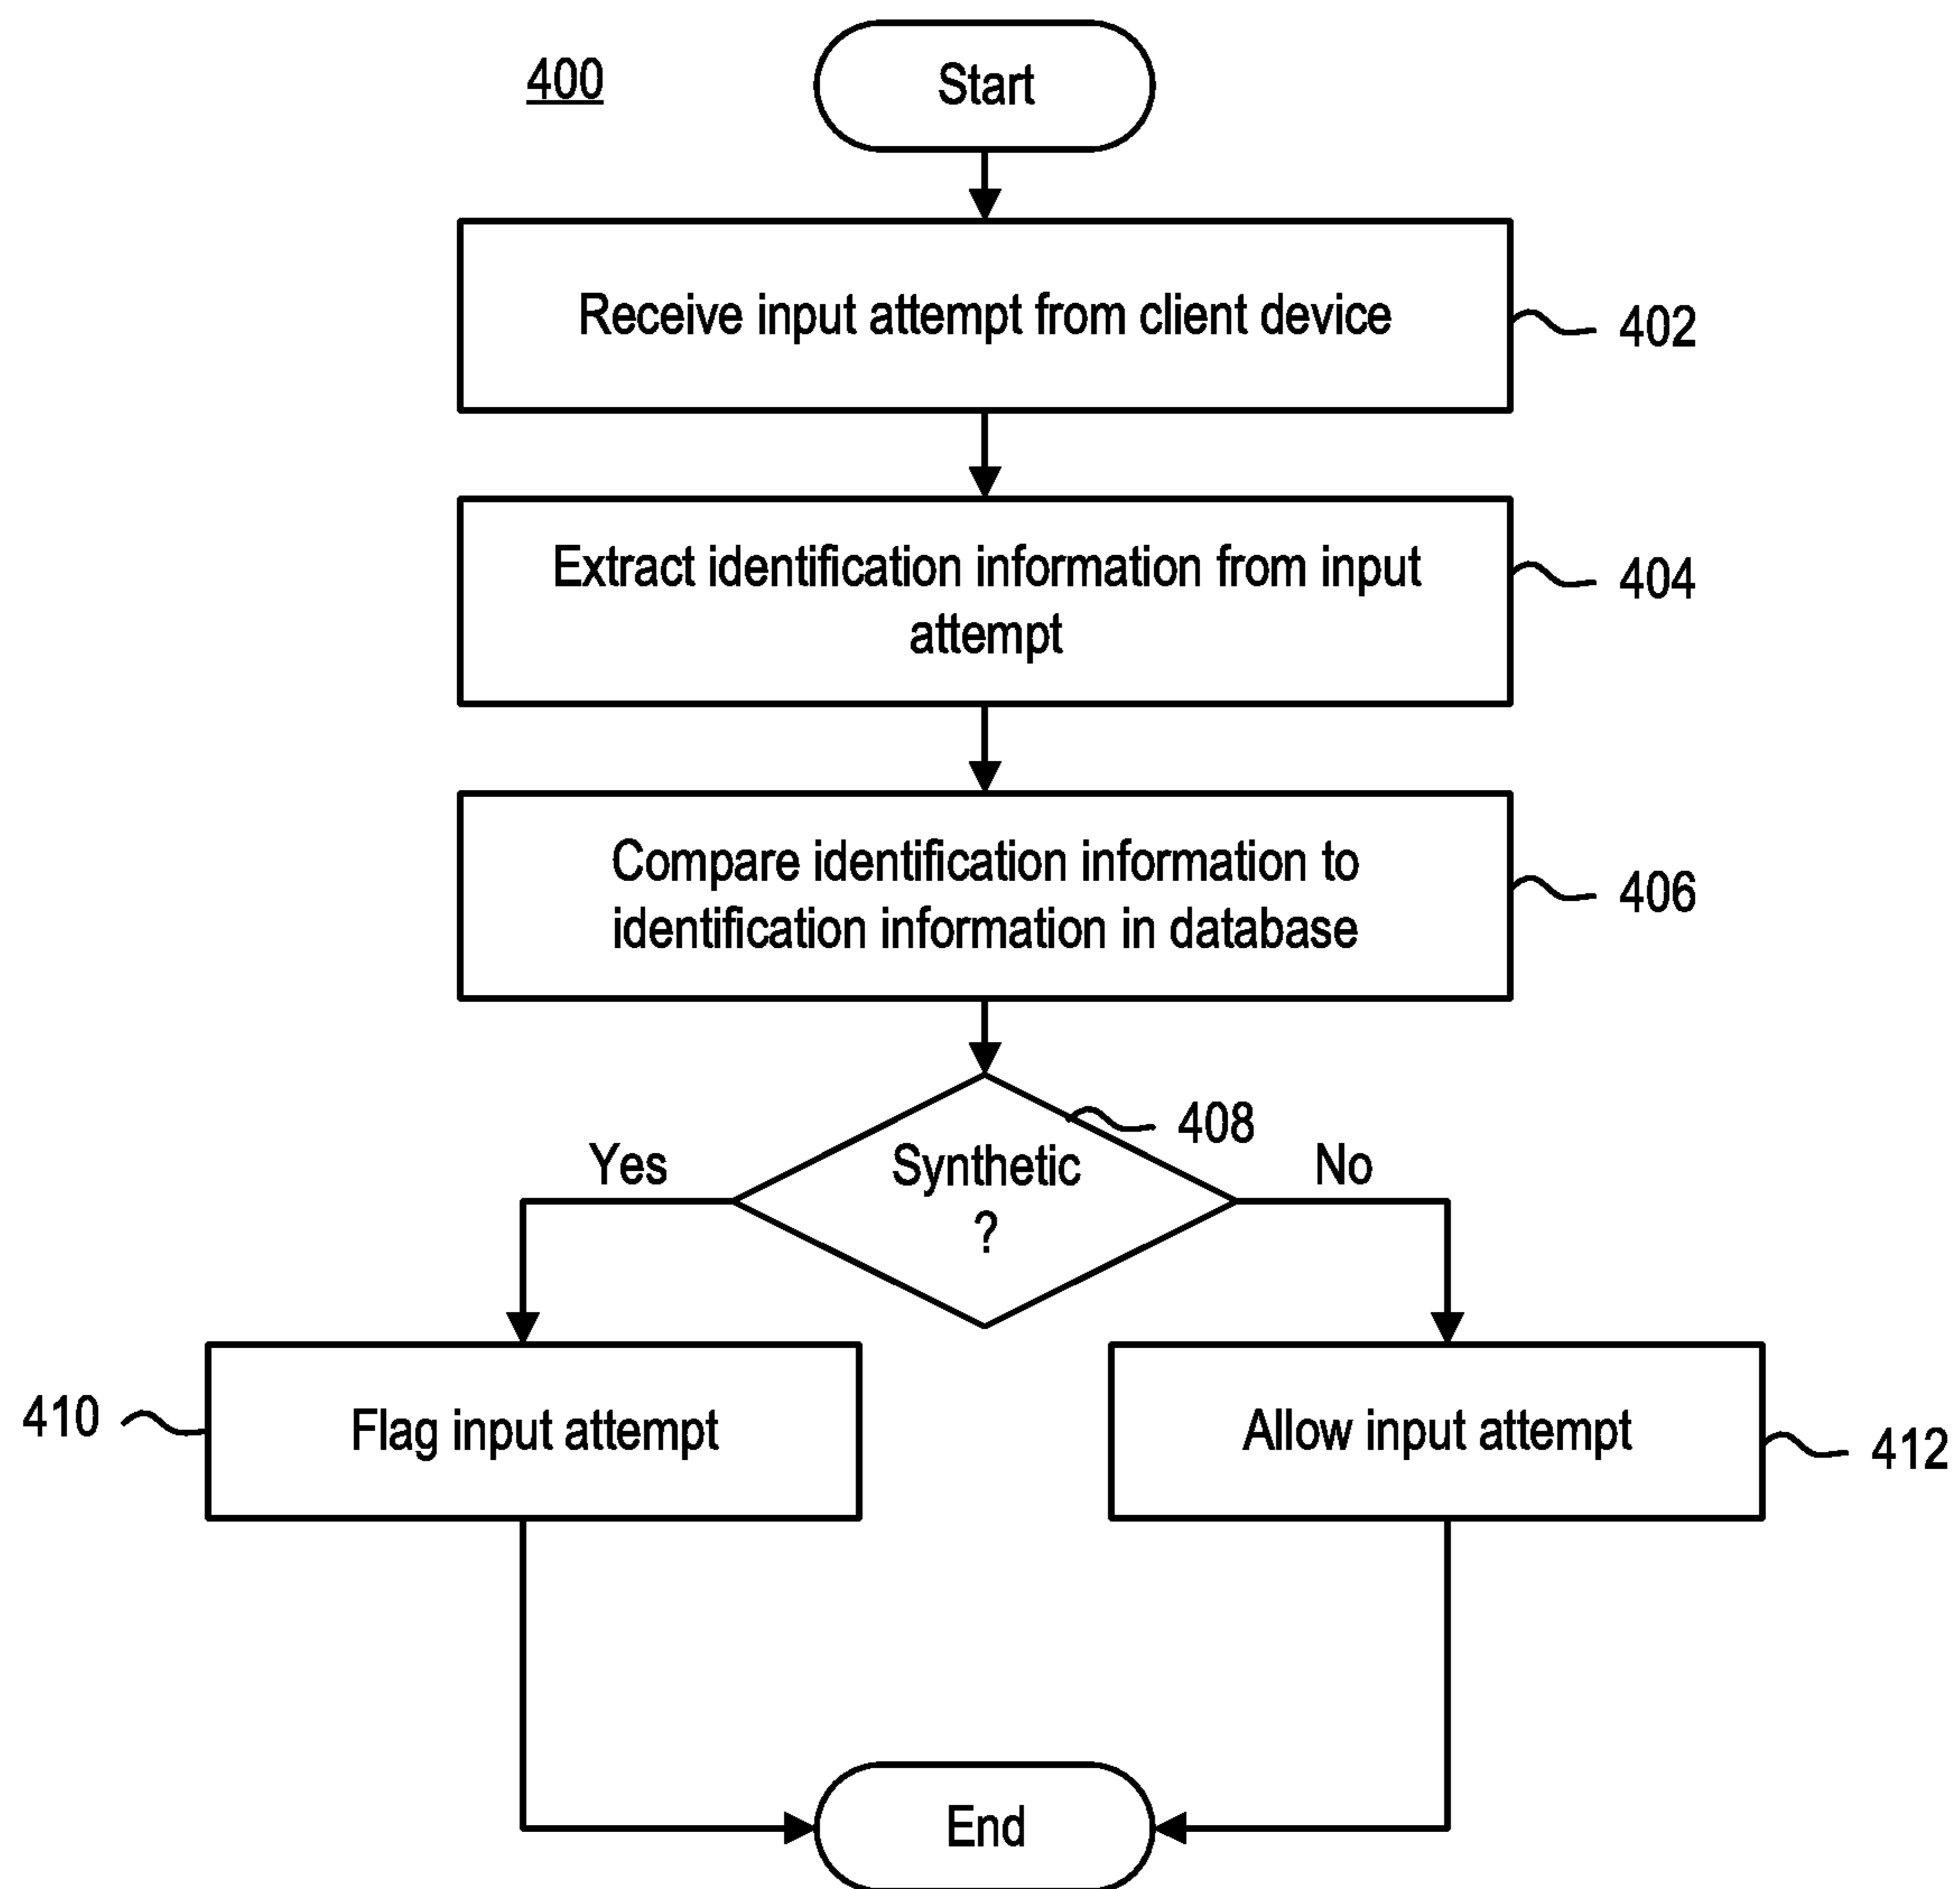 400
Start
Receive input attempt from client device
402
Extract identification information from input
attempt
404
Compare identification information to
identification information in database
406
408
Synthetic
?
Yes
No
410
Flag input attempt
Allow input attempt
412
End